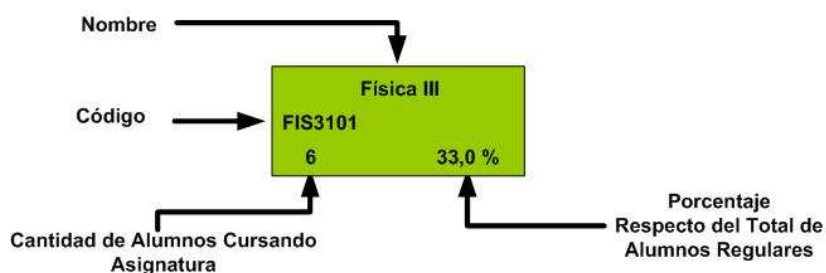 Nombre
Física III
Código
FIS3101
6
33,0 %
Cantidad de Alumnos Cursando
Asignatura
Porcentaje
Respecto del Total de
Alumnos Regulares